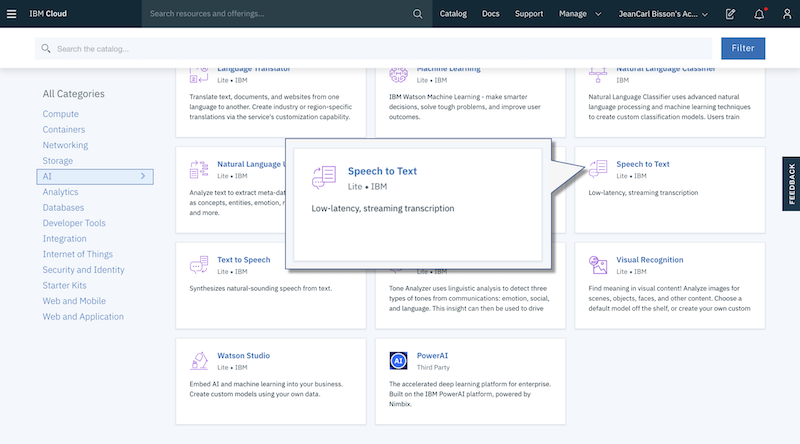 IBM Cloud
Search resources and offerings...
Catalog
Docs
Support
Manage
JeanCarl Bisson's Ac...
Search the catalog...
Filter
All Categories
Compute
Containers
Networking
Storage
AI
Analytics
Databases
Developer Tools
Integration
Internet of Things
Security and Identity
Starter Kits
Web and Mobile
Web and Application
Language Translator
Lite • IBM
Translate text, documents, and websites from one
language to another. Create industry or region-specific
translations via the service's customization capability.
Machine Learning
Lite • IBM
IBM Watson Machine Learning - make smarter
decisions, solve tough problems, and improve user
outcomes.
Natural Language Classifier
Lite • IBM
Natural Language Classifier uses advanced natural
language processing and machine learning techniques
to create custom classification models. Users train
Natural Language U
Lite • IBM
Analyze text to extract meta-dat
as concepts, entities, emotion, r
and more.
Speech to Text
Lite • IBM
Low-latency, streaming transcription
Speech to Text
Lite • IBM
Low-latency, streaming transcription
Text to Speech
Lite • IBM
Synthesizes natural-sounding speech from text.
Lite • IBM
Tone Analyzer uses linguistic analysis to detect three
types of tones from communications: emotion, social,
and language. This insight can then be used to drive
Visual Recognition
Lite • IBM
Find meaning in visual content! Analyze images for
scenes, objects, faces, and other content. Choose a
default model off the shelf, or create your own custom
Watson Studio
Lite • IBM
Embed AI and machine learning into your business.
Create custom models using your own data.
AI
PowerAI
Third Party
The accelerated deep learning platform for enterprise.
Built on the IBM PowerAI platform, powered by
Nimbix.
FEEDBACK